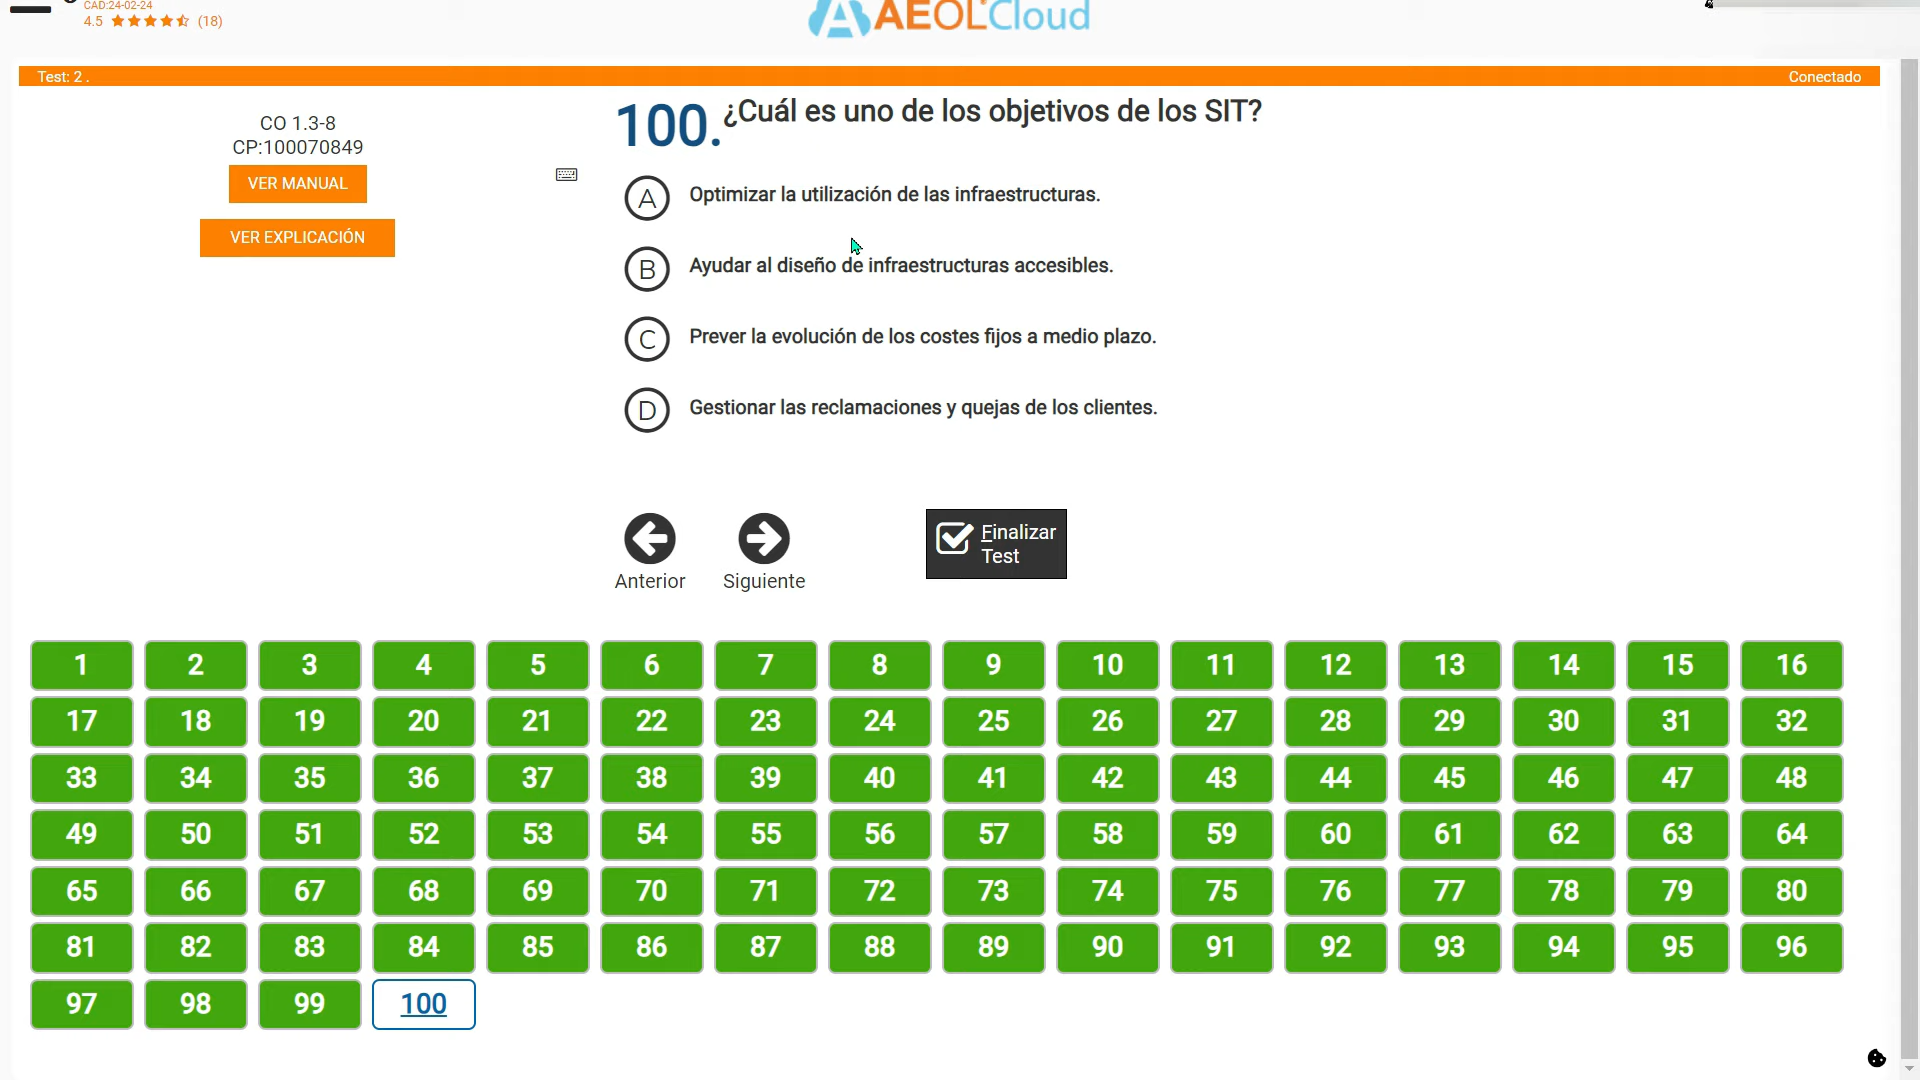 CAD:24-02-24
4.5 (18)
AEOL Cloud
Test: 2 .
Conectado
CO 1.3-8
CP:100070849
VER MANUAL
VER EXPLICACIÓN
100. ¿Cuál es uno de los objetivos de los SIT?
A Optimizar la utilización de las infraestructuras.
B Ayudar al diseño de infraestructuras accesibles.
C Prever la evolución de los costes fijos a medio plazo.
D Gestionar las reclamaciones y quejas de los clientes.
Anterior
Siguiente
Finalizar
Test
1 2 3 4 5 6 7 8 9 10 11 12 13 14 15 16
17 18 19 20 21 22 23 24 25 26 27 28 29 30 31 32
33 34 35 36 37 38 39 40 41 42 43 44 45 46 47 48
49 50 51 52 53 54 55 56 57 58 59 60 61 62 63 64
65 66 67 68 69 70 71 72 73 74 75 76 77 78 79 80
81 82 83 84 85 86 87 88 89 90 91 92 93 94 95 96
97 98 99 100